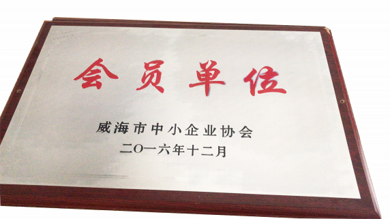 会员单位
威海市中小企业协会
二〇一六年十二月